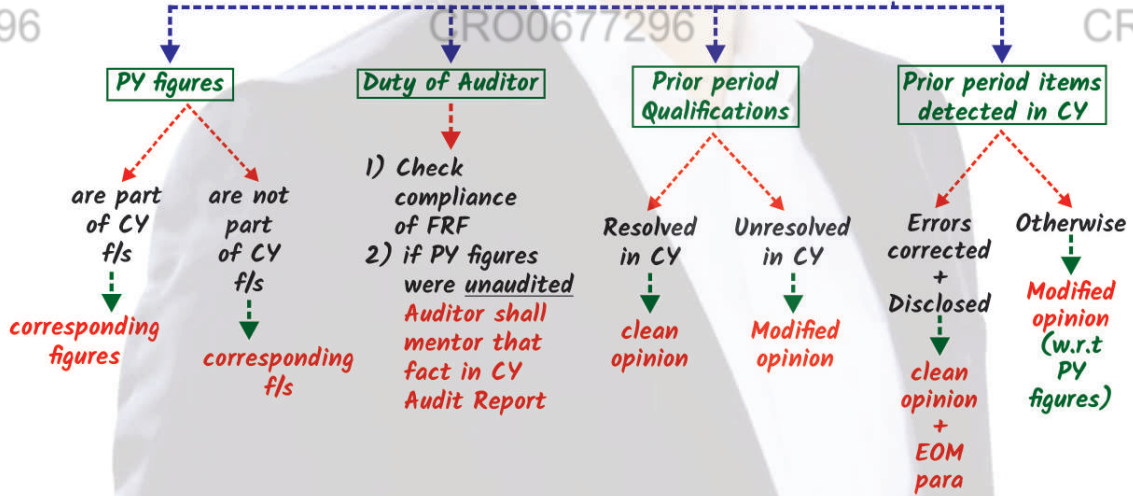 96
CRO0677296
CR
PY figures
are part
of CY
f/s
corresponding
figures
are not
part
of CY
f/s
corresponding
f/s
Duty of Auditor
1) Check
compliance
of FRF
2) if PY figures
were unaudited
Auditor shall
mentor that
fact in CY
Audit Report
Prior period
Qualifications
Resolved
in CY
clean
opinion
Unresolved
in CY
Modified
opinion
Prior period items
detected in CY
Errors
corrected
+
Disclosed
clean
opinion
+
EOM
para
Otherwise
Modified
opinion
(w.r.t
PY
figures)